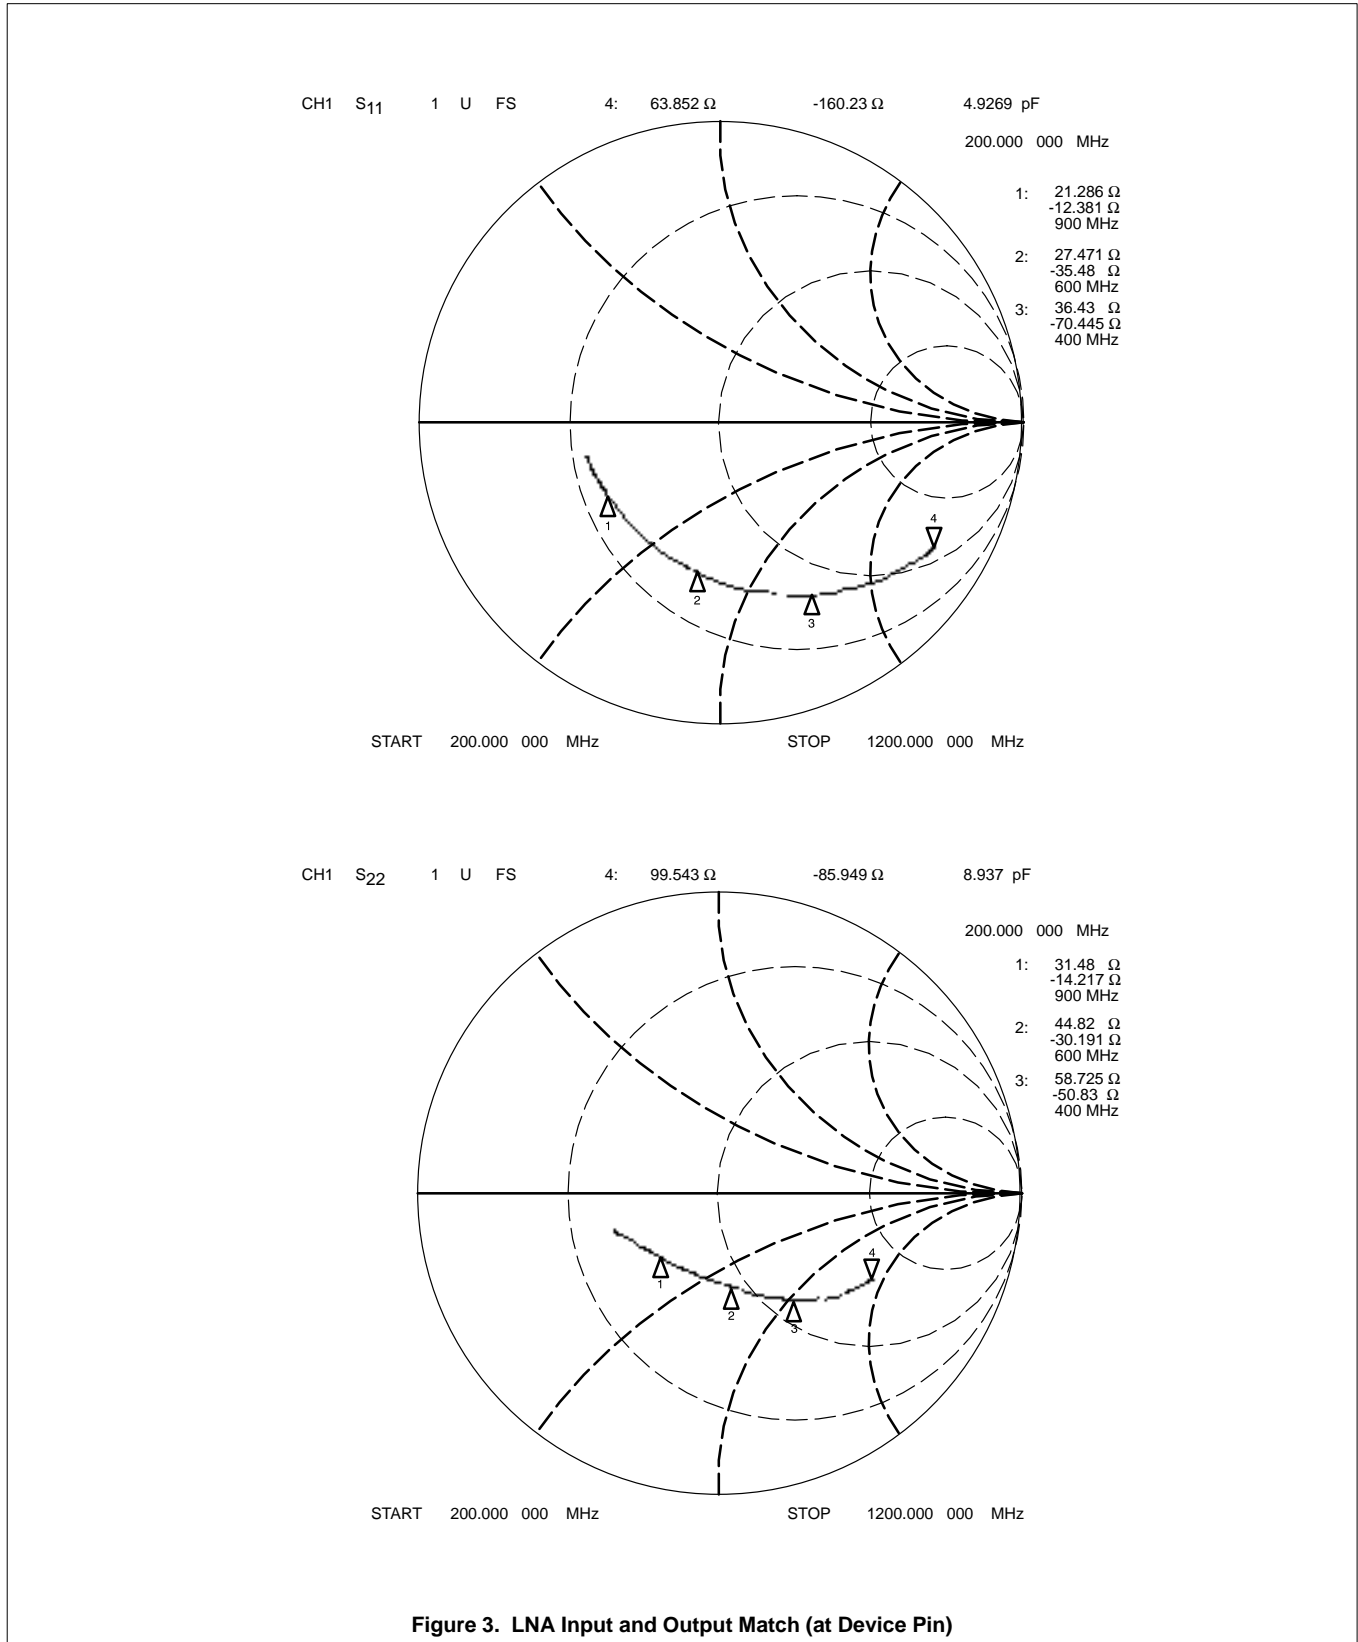 CH1 S11 1 U FS 4: 63.852 Ω -160.23 Ω 4.9269 pF
200.000 000 MHz
1: 21.286 Ω
-12.381 Ω
900 MHz
2: 27.471 Ω
-35.48 Ω
600 MHz
3: 36.43 Ω
-70.445 Ω
400 MHz
4
1
2
3
START 200.000 000 MHz STOP 1200.000 000 MHz
CH1 S22 1 U FS 4: 99.543 Ω -85.949 Ω 8.937 pF
200.000 000 MHz
1: 31.48 Ω
-14.217 Ω
900 MHz
2: 44.82 Ω
-30.191 Ω
600 MHz
3: 58.725 Ω
-50.83 Ω
400 MHz
4
1
2
3
START 200.000 000 MHz STOP 1200.000 000 MHz
Figure 3. LNA Input and Output Match (at Device Pin)